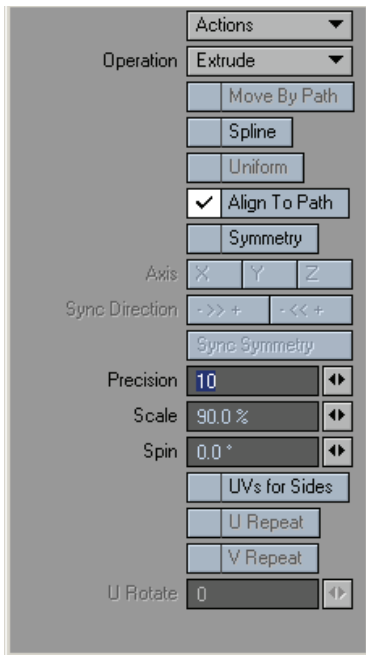 Actions
Operation Extrude
Move By Path
Spline
Uniform
Align To Path
Symmetry
Axis X Y Z
Sync Direction ->> + -<< +
Sync Symmetry
Precision 10
Scale 90.0 %
Spin 0.0 °
UVs for Sides
U Repeat
V Repeat
U Rotate 0